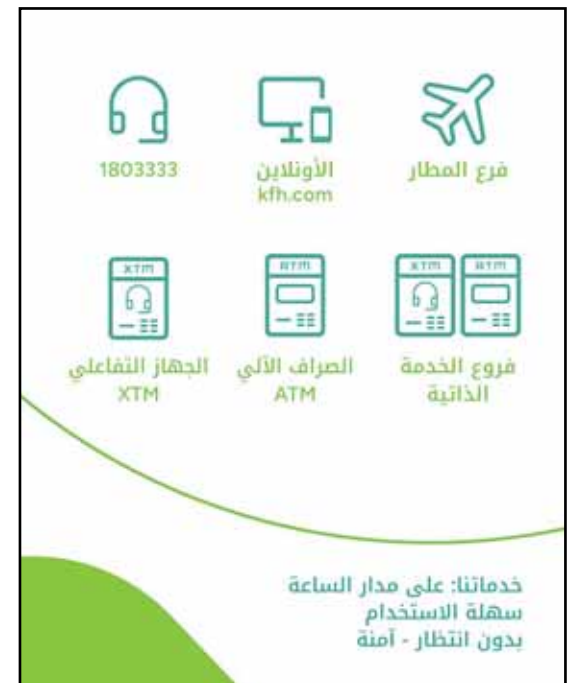 فرع المطار
الأونلاين
kfh.com
1803333
XTM
ATM
فروع الخدمة
الذاتية
ATM
الصراف الآلي
ATM
XTM
الجهاز التفاعلي
XTM
خدماتنا: على مدار الساعة
سهلة الاستخدام
بدون انتظار - آمنة